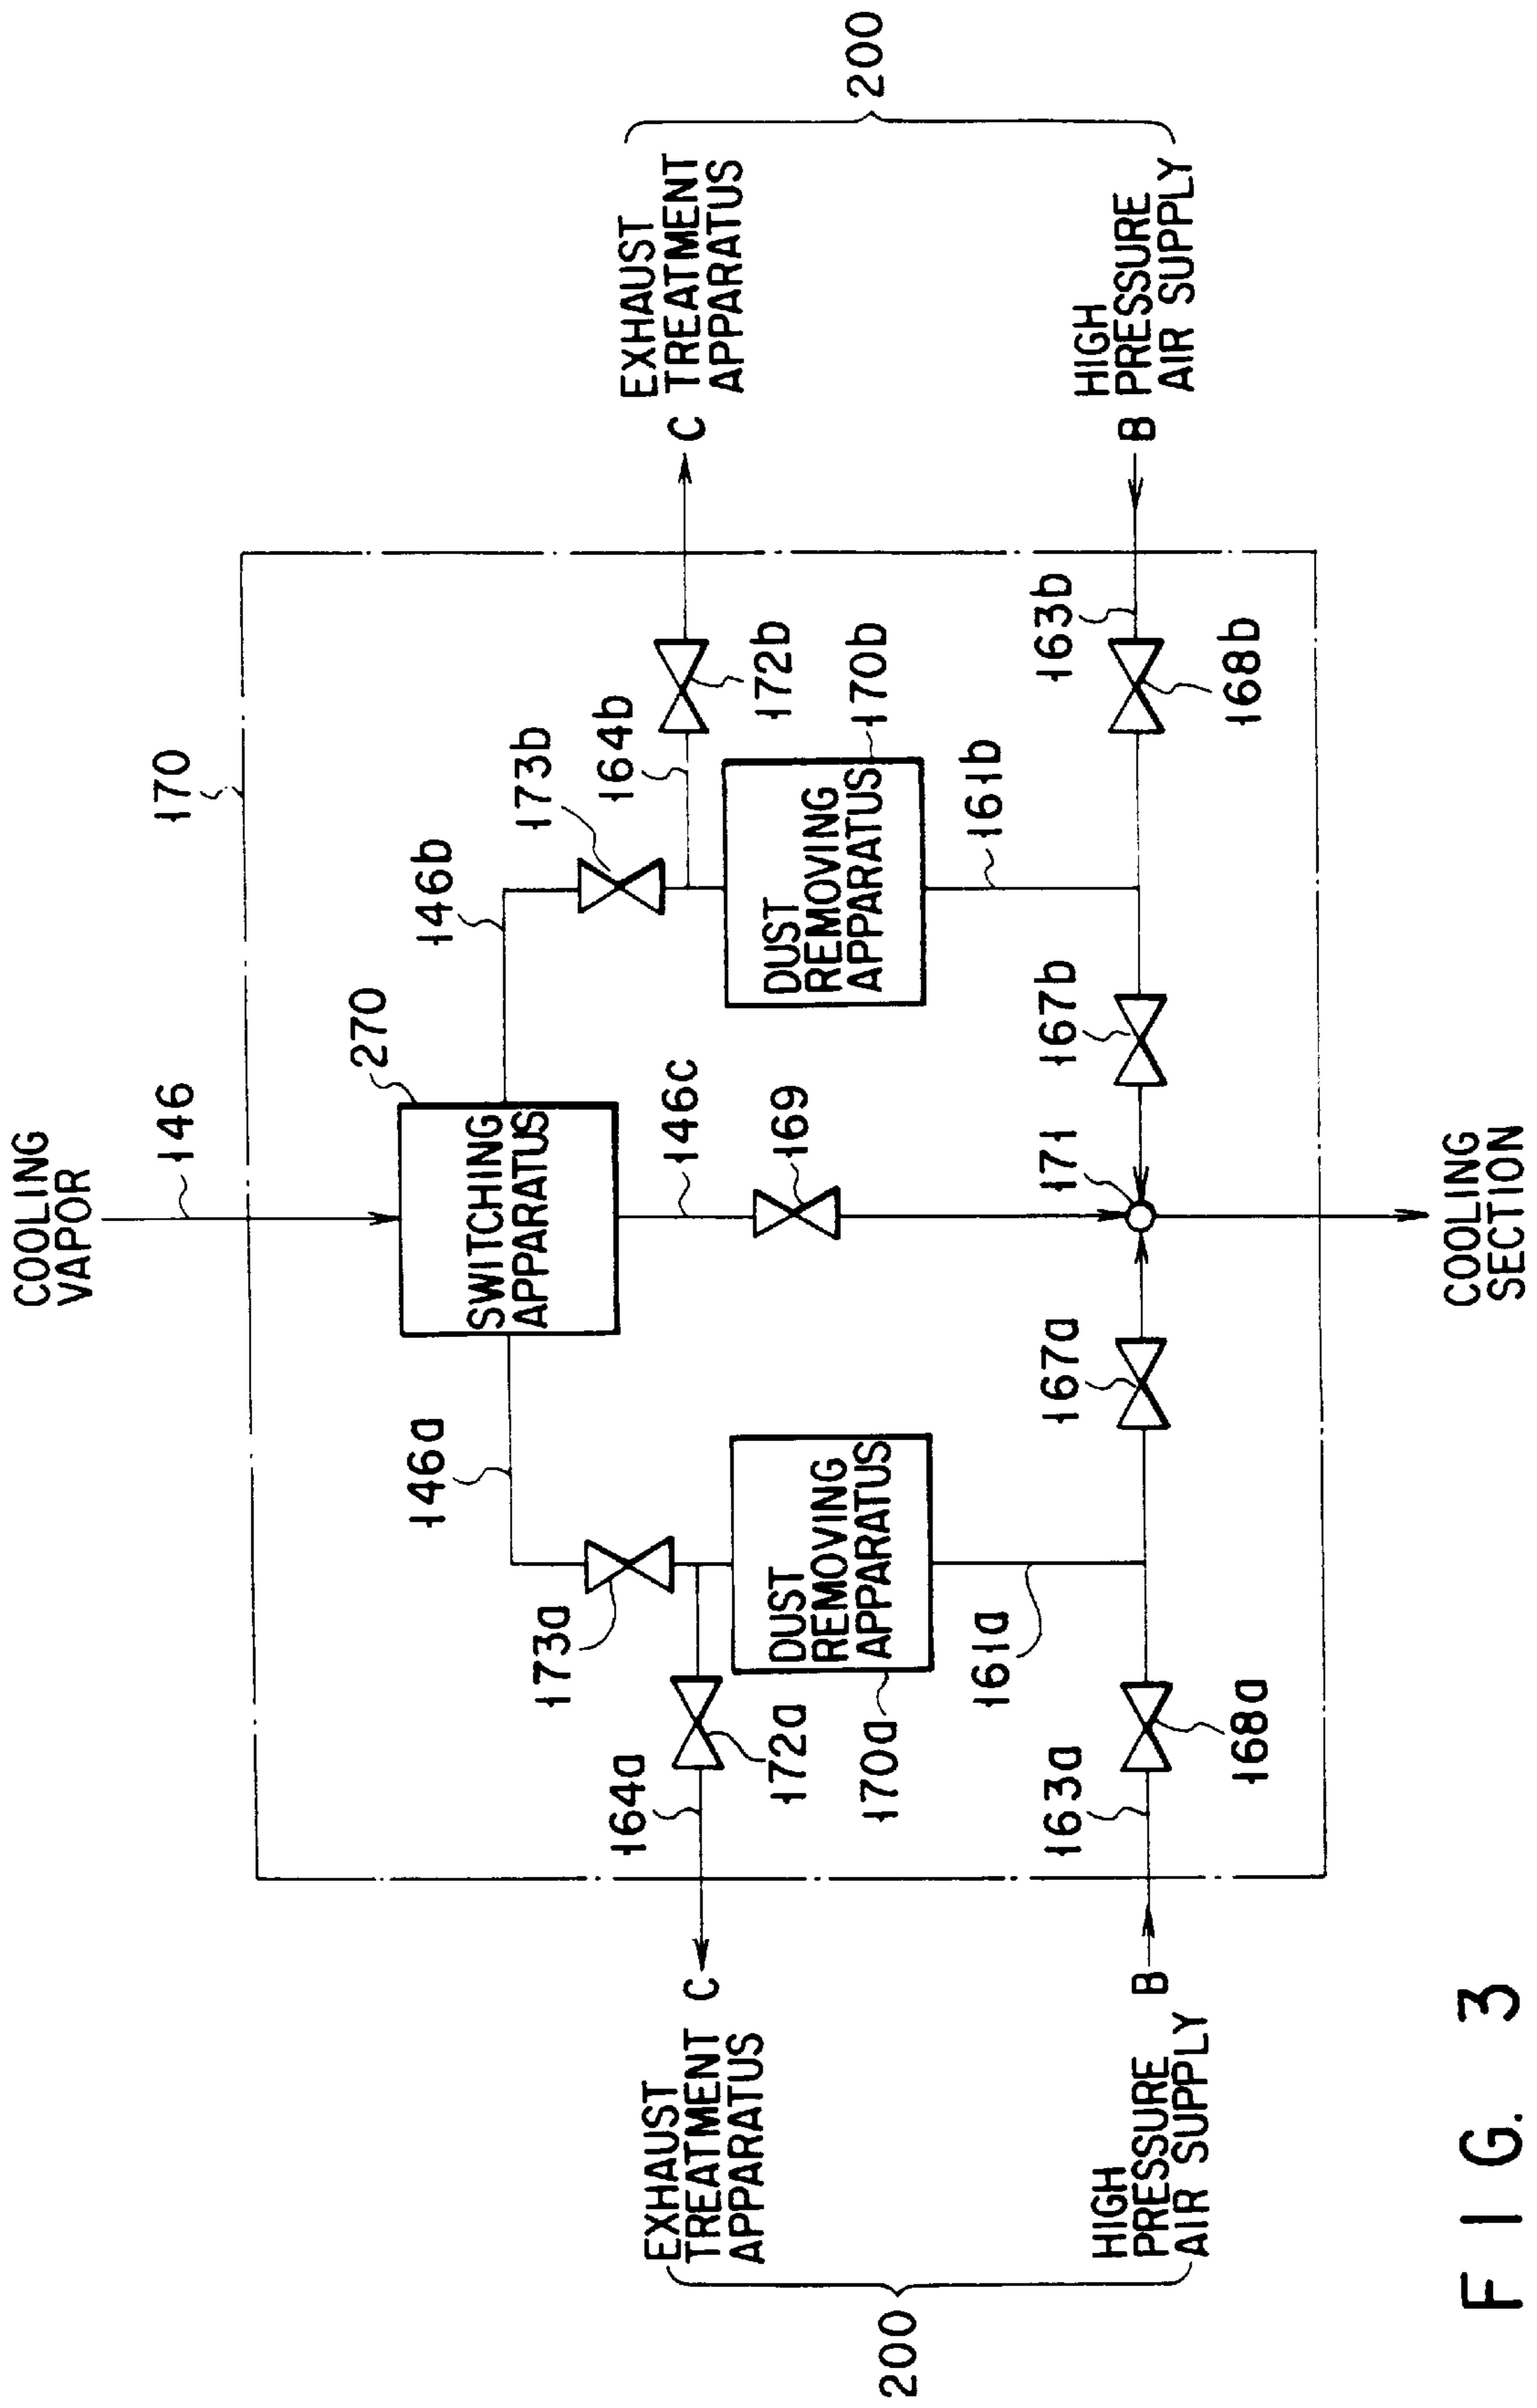 COOLING
VAPOR
146
170
270
SWITCHING
APPARATUS
146a
146b
146c
173a
173b
164a
172a
164b
172b
EXHAUST
TREATMENT
APPARATUS
C
C
EXHAUST
TREATMENT
APPARATUS
DUST
REMOVING
APPARATUS
170a
169
DUST
REMOVING
APPARATUS
170b
161a
161b
200
200
HIGH
PRESSURE
AIR SUPPLY
B
163a
168a
167a
171
167b
163b
168b
B
HIGH
PRESSURE
AIR SUPPLY
COOLING
SECTION
FIG. 3